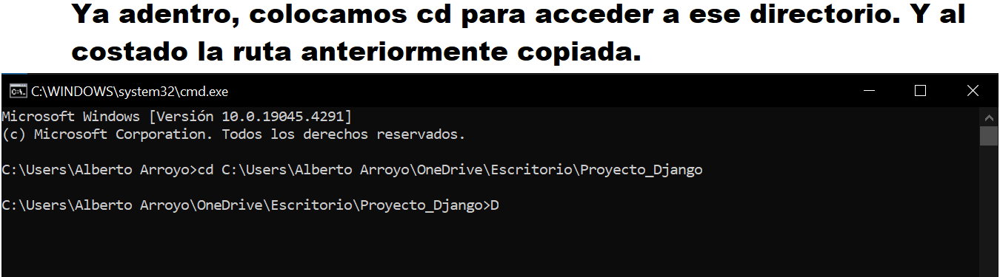 Ya adentro, colocamos cd para acceder a ese directorio. Y al
costado la ruta anteriormente copiada.
C:\WINDOWS\system32\cmd.exe
Microsoft Windows [Versión 10.0.19045.4291]
(c) Microsoft Corporation. Todos los derechos reservados.
C:\Users\Alberto Arroyo>cd C:\Users\Alberto Arroyo\OneDrive\Escritorio\Proyecto_Django
C:\Users\Alberto Arroyo\OneDrive\Escritorio\Proyecto_Django>D